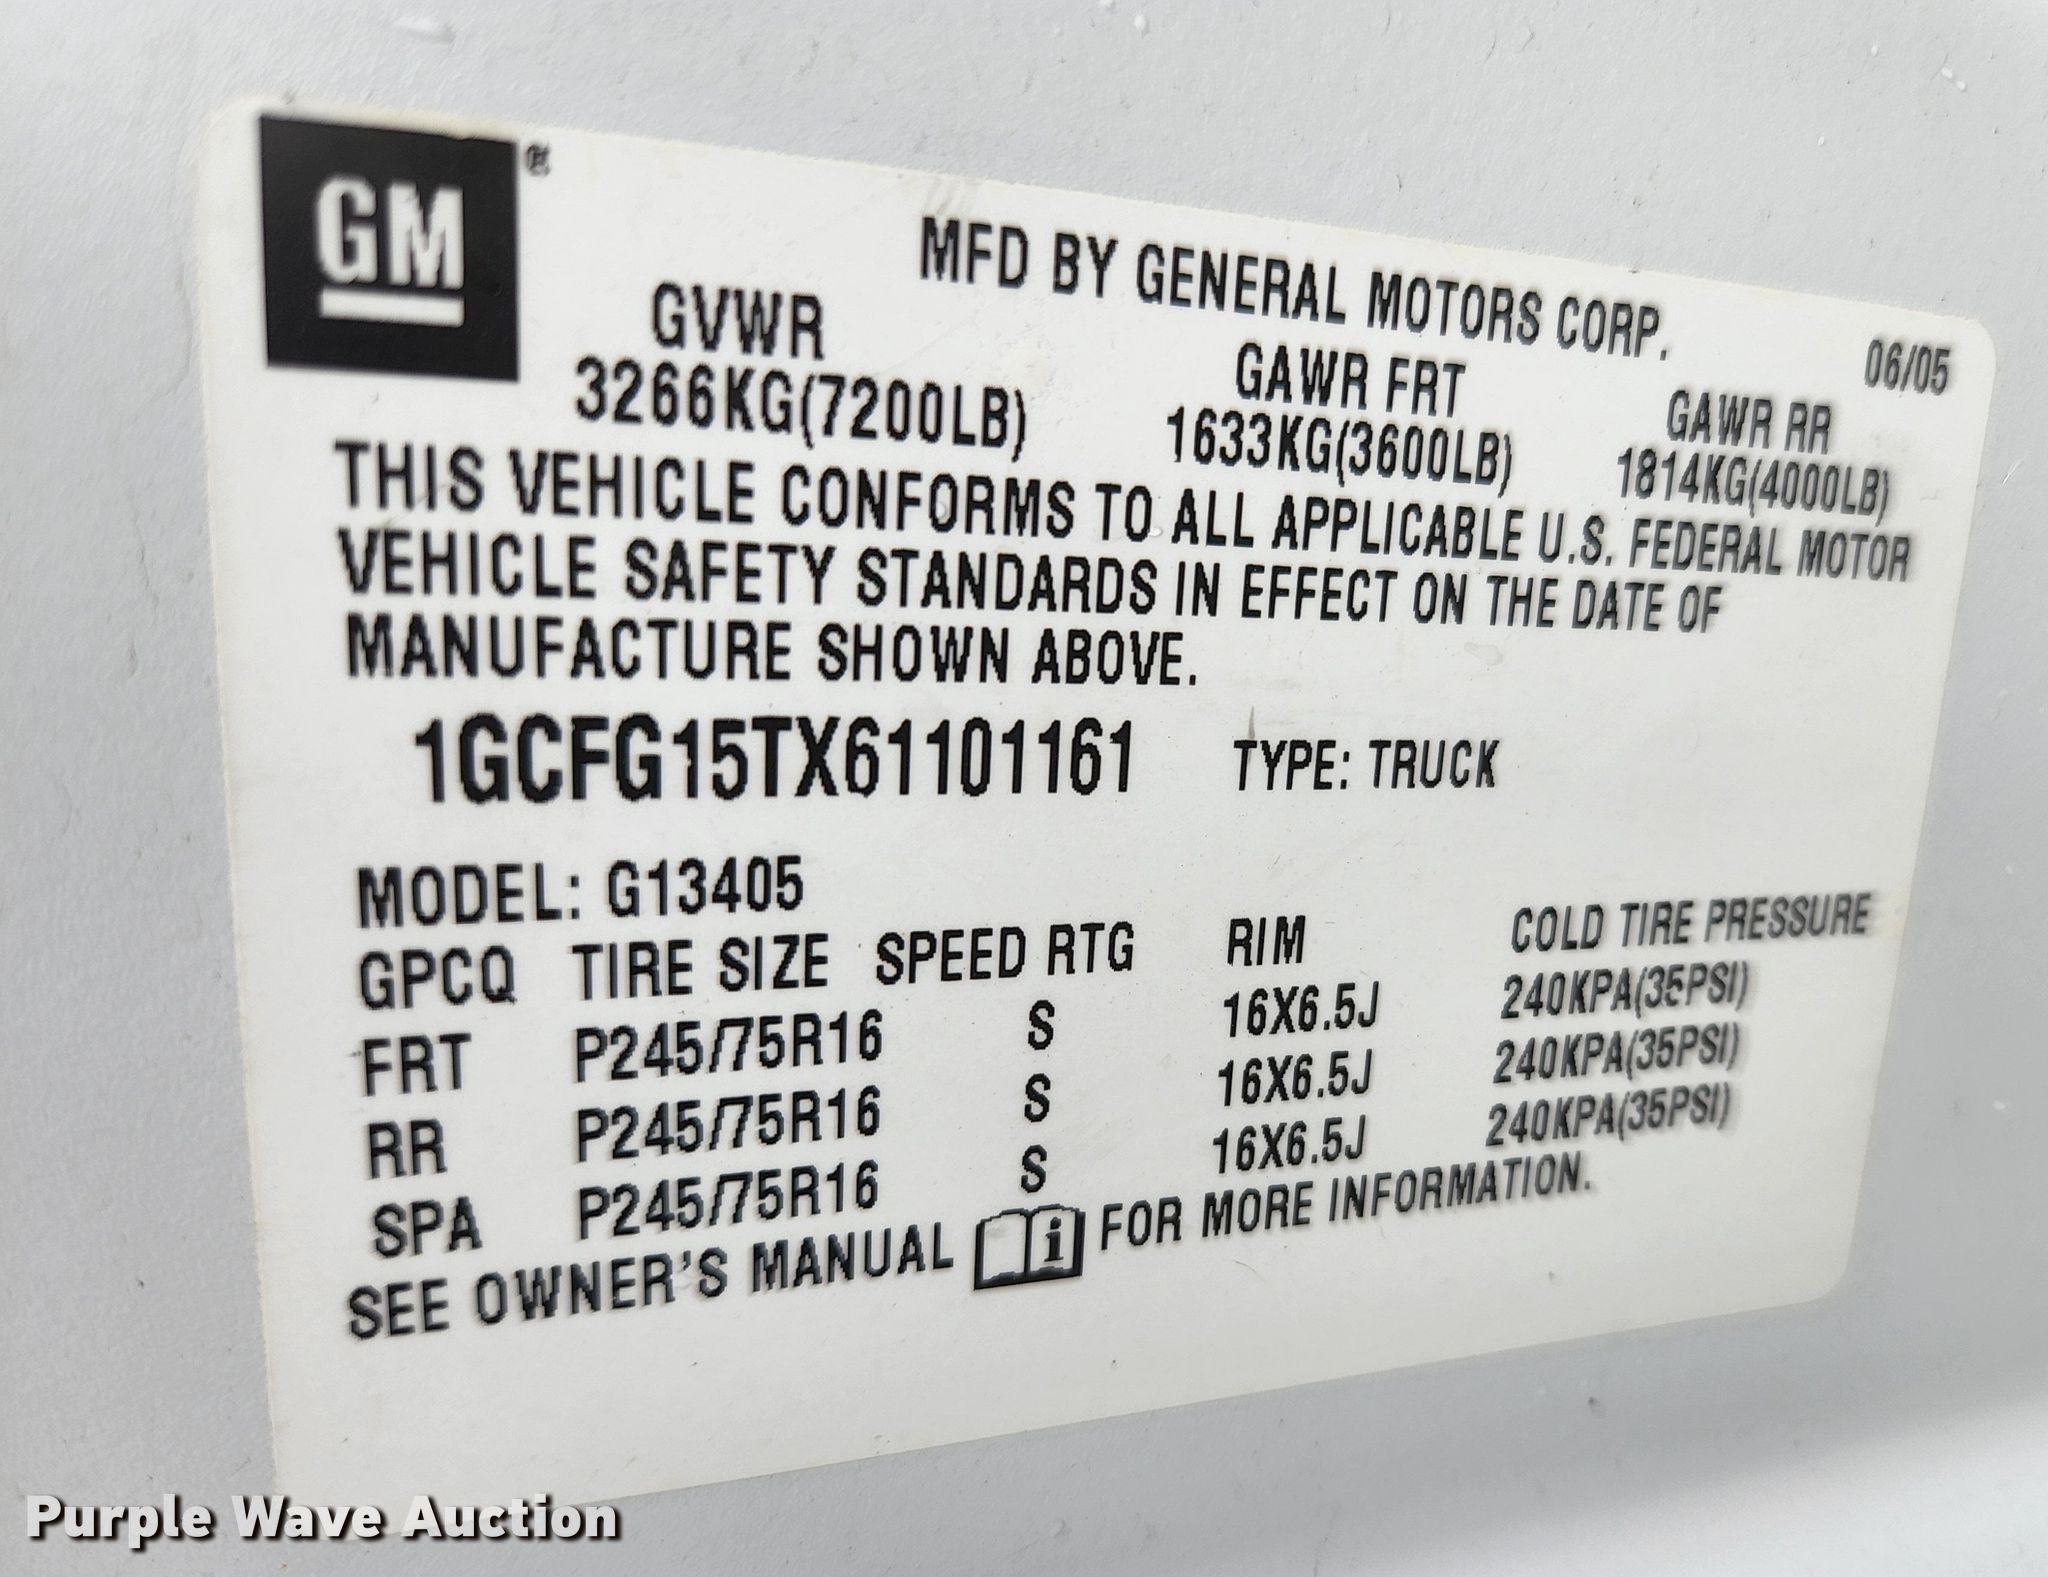 GM®
MFD BY GENERAL MOTORS CORP.
06/05
GVWR GAWR FRT GAWR RR
3266KG(7200LB) 1633KG(3600LB) 1814KG(4000LB)
THIS VEHICLE CONFORMS TO ALL APPLICABLE U.S. FEDERAL MOTOR
VEHICLE SAFETY STANDARDS IN EFFECT ON THE DATE OF
MANUFACTURE SHOWN ABOVE.
1GCFG15TX61101161 TYPE: TRUCK
MODEL: G13405
GPCQ TIRE SIZE SPEED RTG RIM COLD TIRE PRESSURE
FRT P245/75R16 S 16X6.5J 240KPA(35PSI)
RR P245/75R16 S 16X6.5J 240KPA(35PSI)
SPA P245/75R16 S 16X6.5J 240KPA(35PSI)
SEE OWNER'S MANUAL i FOR MORE INFORMATION.
Purple Wave Auction